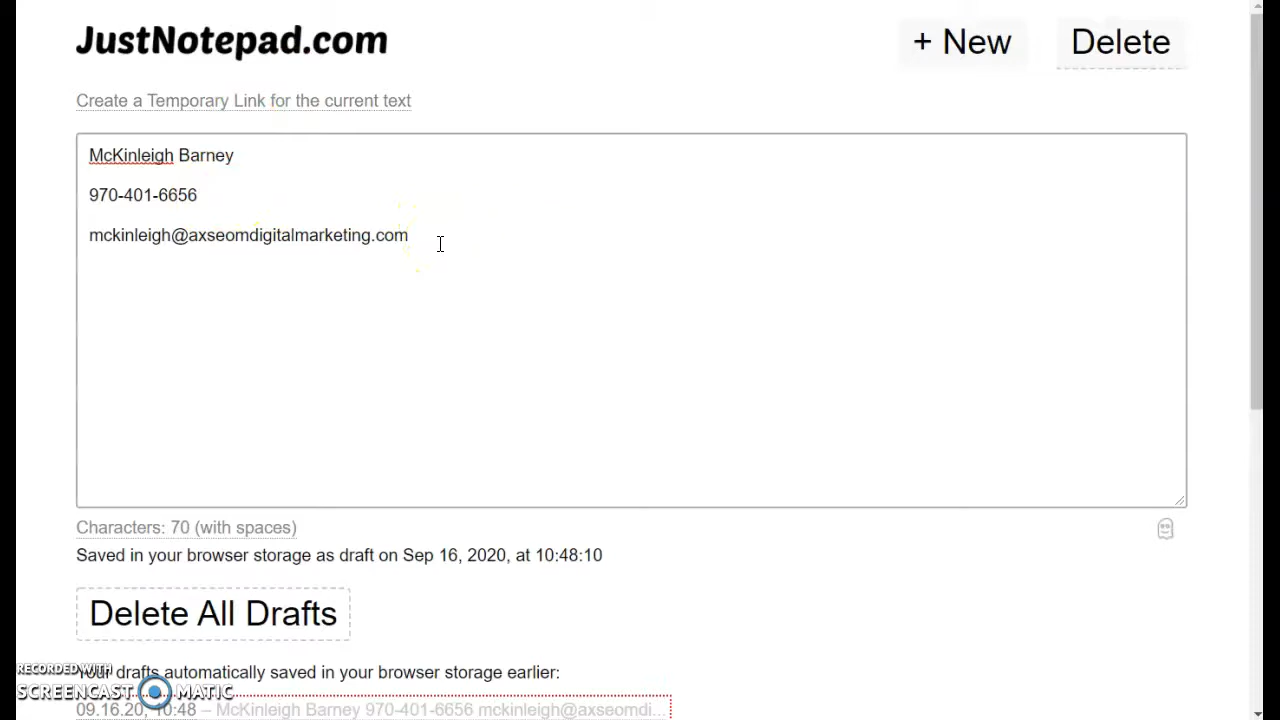 JustNotepad.com
+ New
Delete
Create a Temporary Link for the current text
McKinleigh Barney
970-401-6656
mckinleigh@axseomdigitalmarketing.com
Characters: 70 (with spaces)
Saved in your browser storage as draft on Sep 16, 2020, at 10:48:10
Delete All Drafts
Your drafts automatically saved in your browser storage earlier:
RECORDED WITH
SCREENCAST MATIC
09.16.20, 10:48 – McKinleigh Barney 970-401-6656 mckinleigh@axseomdi...